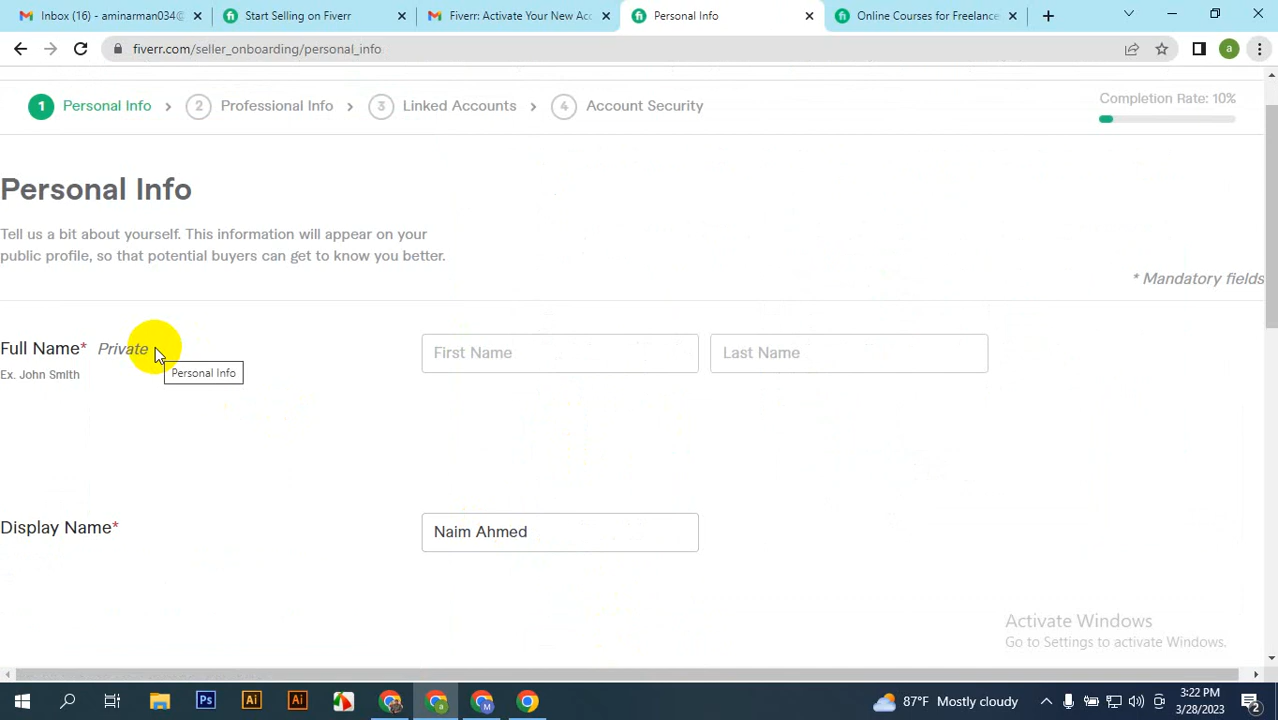 Inbox (16) - aminarman034@
Start Selling on Fiverr
Fiverr: Activate Your New Acc
Personal Info
Online Courses for Freelance
fiverr.com/seller_onboarding/personal_info
a
1 Personal Info > 2 Professional Info > 3 Linked Accounts > 4 Account Security
Completion Rate: 10%
Personal Info
Tell us a bit about yourself. This information will appear on your
public profile, so that potential buyers can get to know you better.
* Mandatory fields
Full Name* Private
First Name
Last Name
Personal Info
Ex. John Smith
Display Name*
Naim Ahmed
Activate Windows
Go to Settings to activate Windows.
Ps
Ai
Ai
a
M
87°F Mostly cloudy
3:22 PM
3/28/2023
2